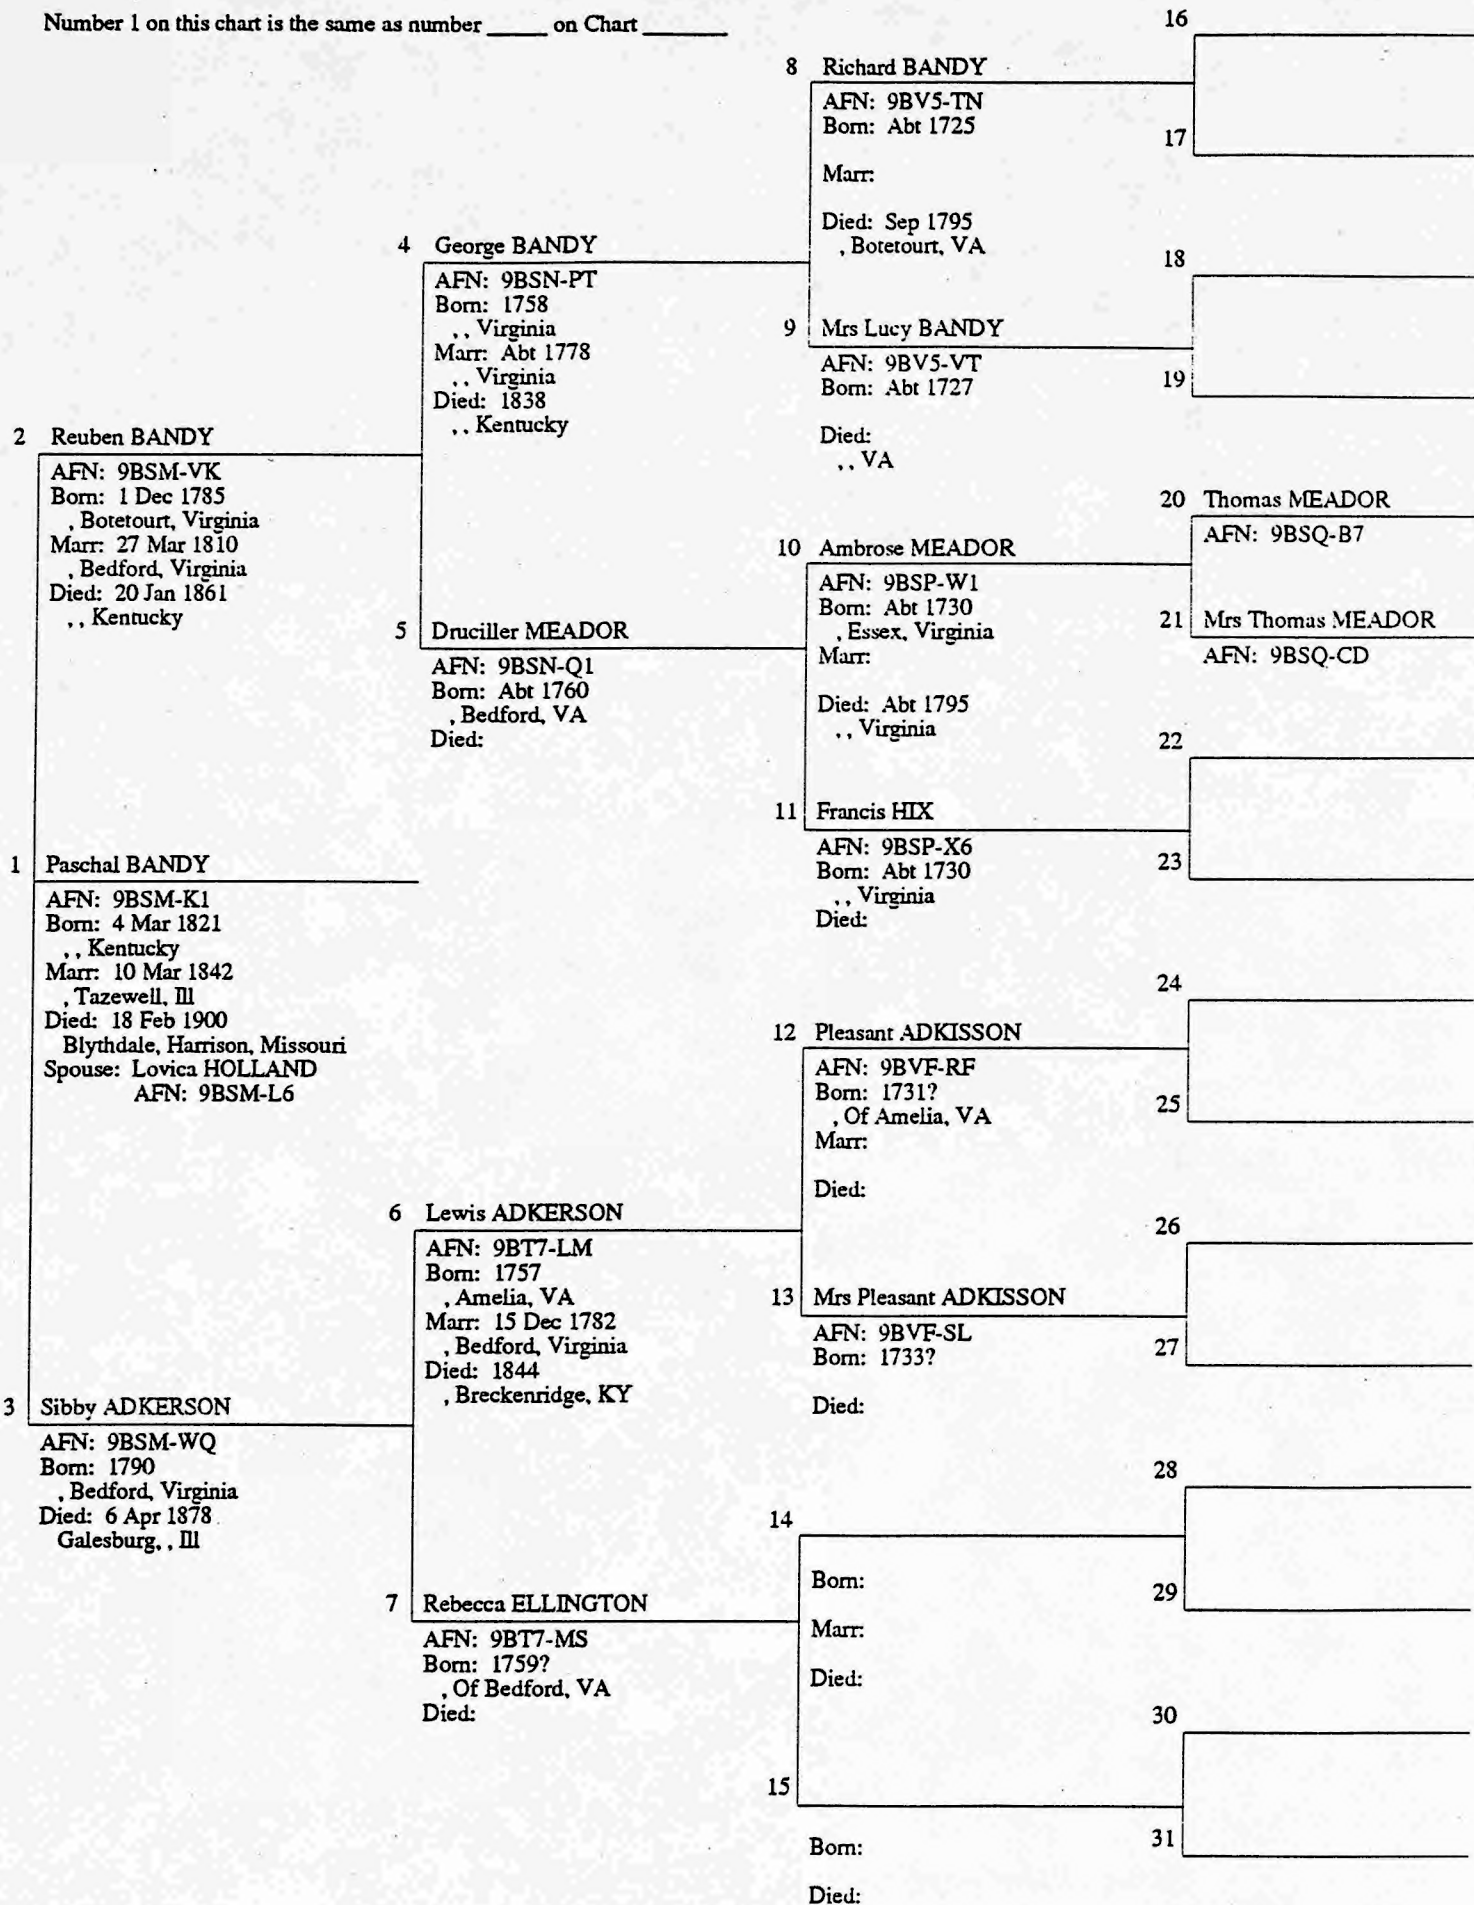 Number 1 on this chart is the same as number _____ on Chart _______
16
8 Richard BANDY
AFN: 9BV5-TN
Born: Abt 1725
17
Marr:
Died: Sep 1795
, Botetourt, VA
4 George BANDY
AFN: 9BSN-PT
Born: 1758
, , Virginia
Marr: Abt 1778
, , Virginia
Died: 1838
, , Kentucky
18
9 Mrs Lucy BANDY
AFN: 9BV5-VT
Born: Abt 1727
19
Died:
, , VA
2 Reuben BANDY
AFN: 9BSM-VK
Born: 1 Dec 1785
, Botetourt, Virginia
Marr: 27 Mar 1810
, Bedford, Virginia
Died: 20 Jan 1861
, , Kentucky
20 Thomas MEADOR
AFN: 9BSQ-B7
10 Ambrose MEADOR
AFN: 9BSP-W1
Born: Abt 1730
, Essex, Virginia
Marr:
Died: Abt 1795
, , Virginia
21 Mrs Thomas MEADOR
AFN: 9BSQ-CD
5 Druciller MEADOR
AFN: 9BSN-Q1
Born: Abt 1760
, Bedford, VA
Died:
22
11 Francis HIX
AFN: 9BSP-X6
Born: Abt 1730
, , Virginia
Died:
23
1 Paschal BANDY
AFN: 9BSM-K1
Born: 4 Mar 1821
, , Kentucky
Marr: 10 Mar 1842
, Tazewell, Ill
Died: 18 Feb 1900
Blythdale, Harrison, Missouri
Spouse: Lovica HOLLAND
AFN: 9BSM-L6
24
12 Pleasant ADKISSON
AFN: 9BVF-RF
Born: 1731?
, Of Amelia, VA
Marr:
Died:
25
6 Lewis ADKERSON
AFN: 9BT7-LM
Born: 1757
, Amelia, VA
Marr: 15 Dec 1782
, Bedford, Virginia
Died: 1844
, Breckenridge, KY
26
13 Mrs Pleasant ADKISSON
AFN: 9BVF-SL
Born: 1733?
Died:
27
3 Sibby ADKERSON
AFN: 9BSM-WQ
Born: 1790
, Bedford, Virginia
Died: 6 Apr 1878
Galesburg, , Ill
28
14
Born:
Marr:
Died:
29
7 Rebecca ELLINGTON
AFN: 9BT7-MS
Born: 1759?
, Of Bedford, VA
Died:
30
15
Born:
Died:
31